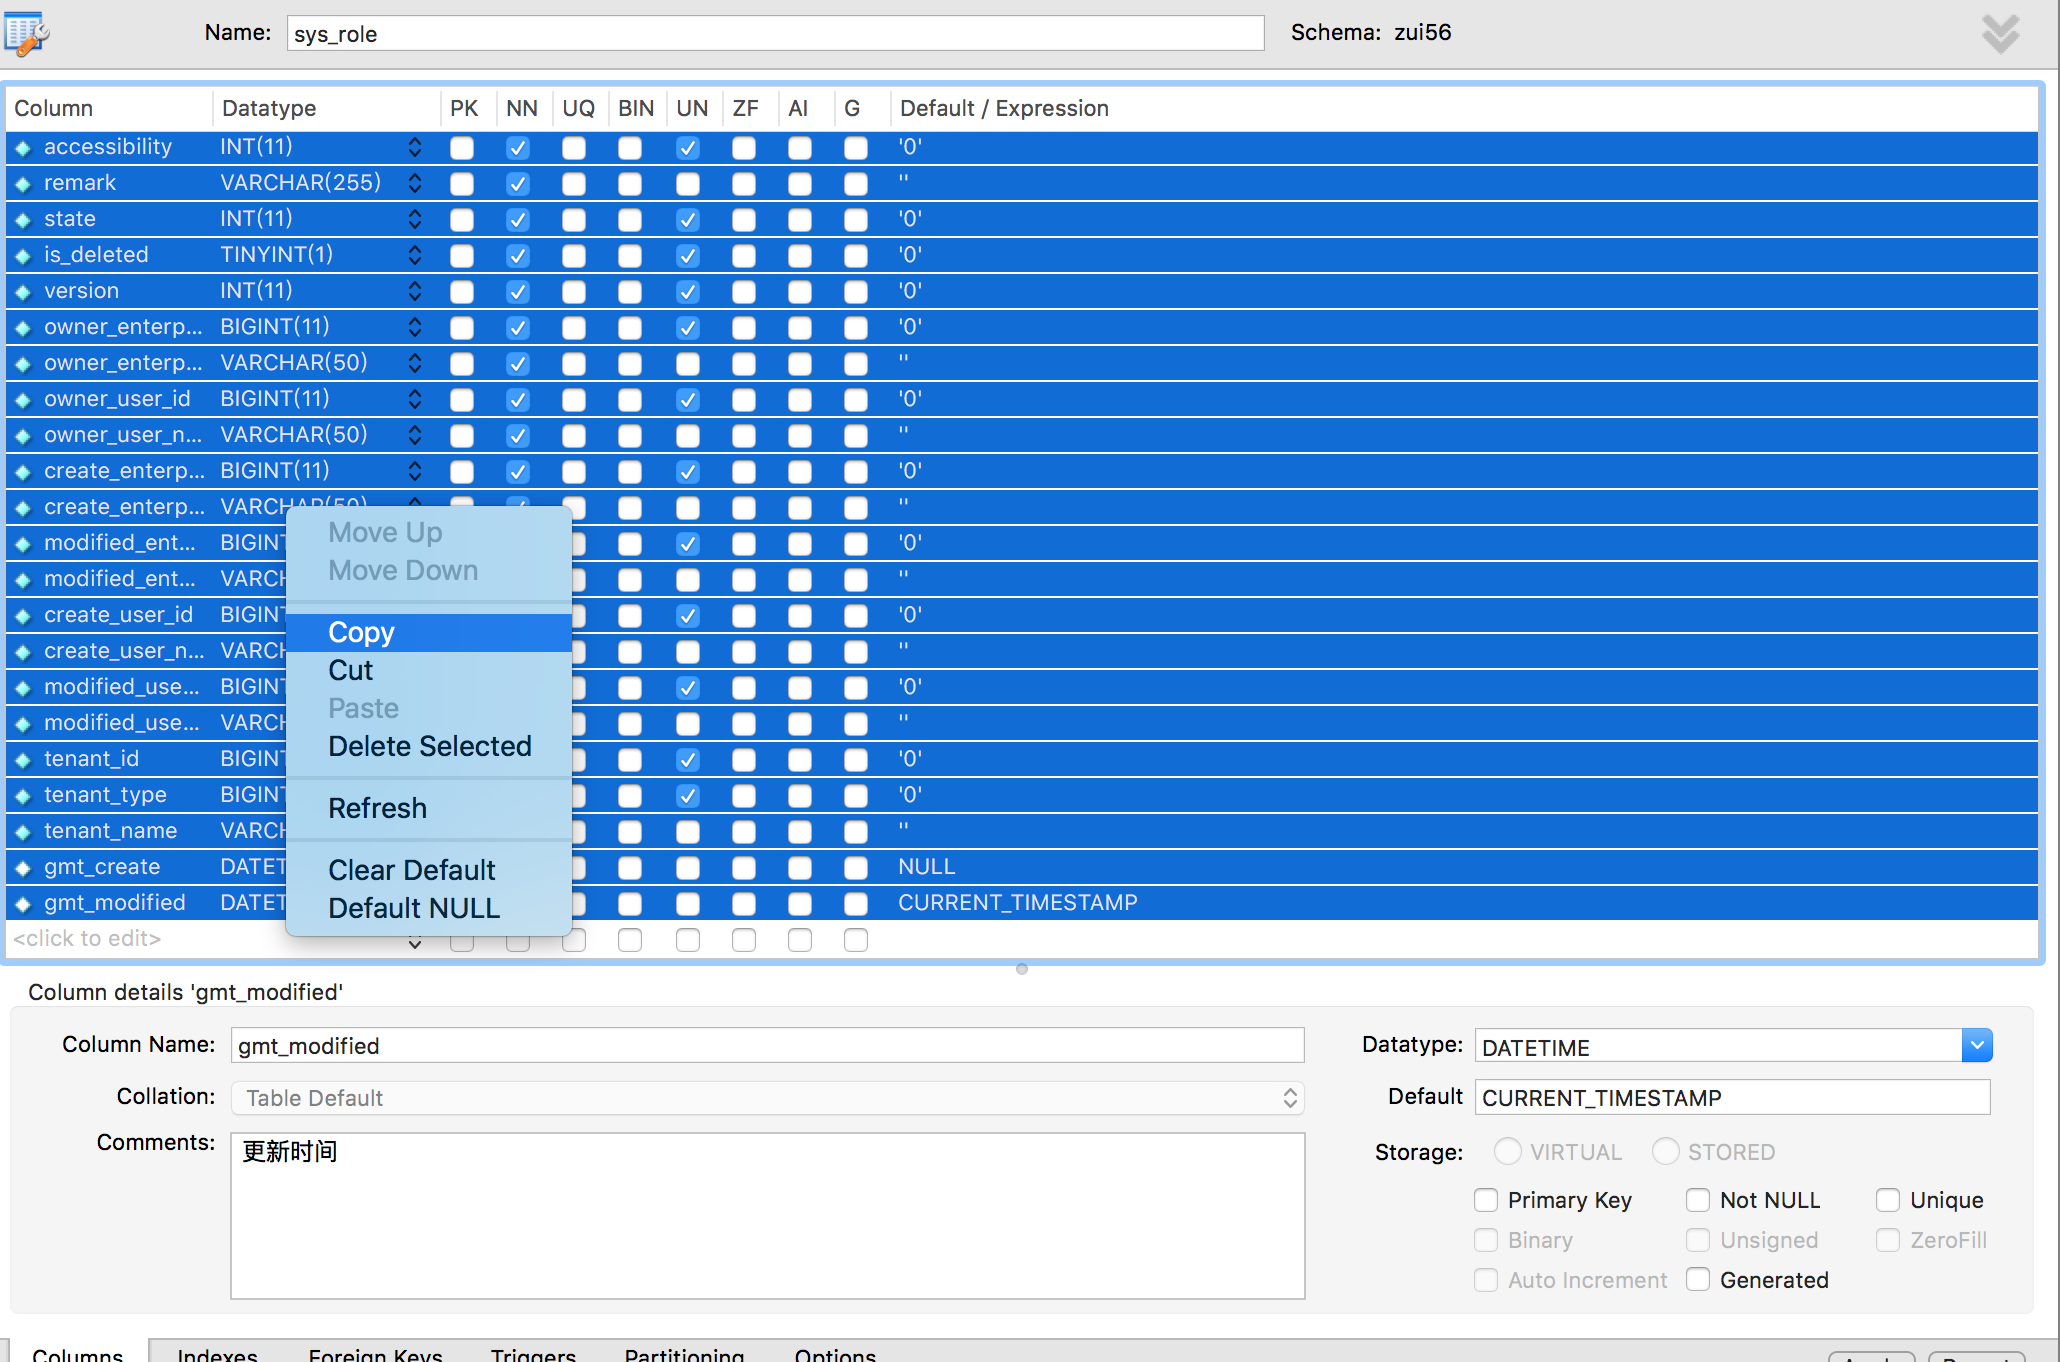 Name: sys_role Schema: zui56
Column Datatype PK NN UQ BIN UN ZF AI G Default / Expression
accessibility INT(11) '0'
remark VARCHAR(255) ''
state INT(11) '0'
is_deleted TINYINT(1) '0'
version INT(11) '0'
owner_enterp... BIGINT(11) '0'
owner_enterp... VARCHAR(50) ''
owner_user_id BIGINT(11) '0'
owner_user_n... VARCHAR(50) ''
create_enterp... BIGINT(11) '0'
create_enterp... VARCHAR(50) ''
modified_ent... BIGINT '0'
modified_ent... VARCH ''
create_user_id BIGINT '0'
create_user_n... VARCH ''
modified_use... BIGINT '0'
modified_use... VARCH ''
tenant_id BIGINT '0'
tenant_type BIGINT '0'
tenant_name VARCH ''
gmt_create DATET NULL
gmt_modified DATET CURRENT_TIMESTAMP
<click to edit>
Move Up
Move Down
Copy
Cut
Paste
Delete Selected
Refresh
Clear Default
Default NULL
Column details 'gmt_modified'
Column Name: gmt_modified Datatype: DATETIME
Collation: Table Default Default CURRENT_TIMESTAMP
Comments: 更新时间
Storage: VIRTUAL STORED
Primary Key Not NULL Unique
Binary Unsigned ZeroFill
Auto Increment Generated
Columns Indexes Foreign Keys Triggers Partitioning Options